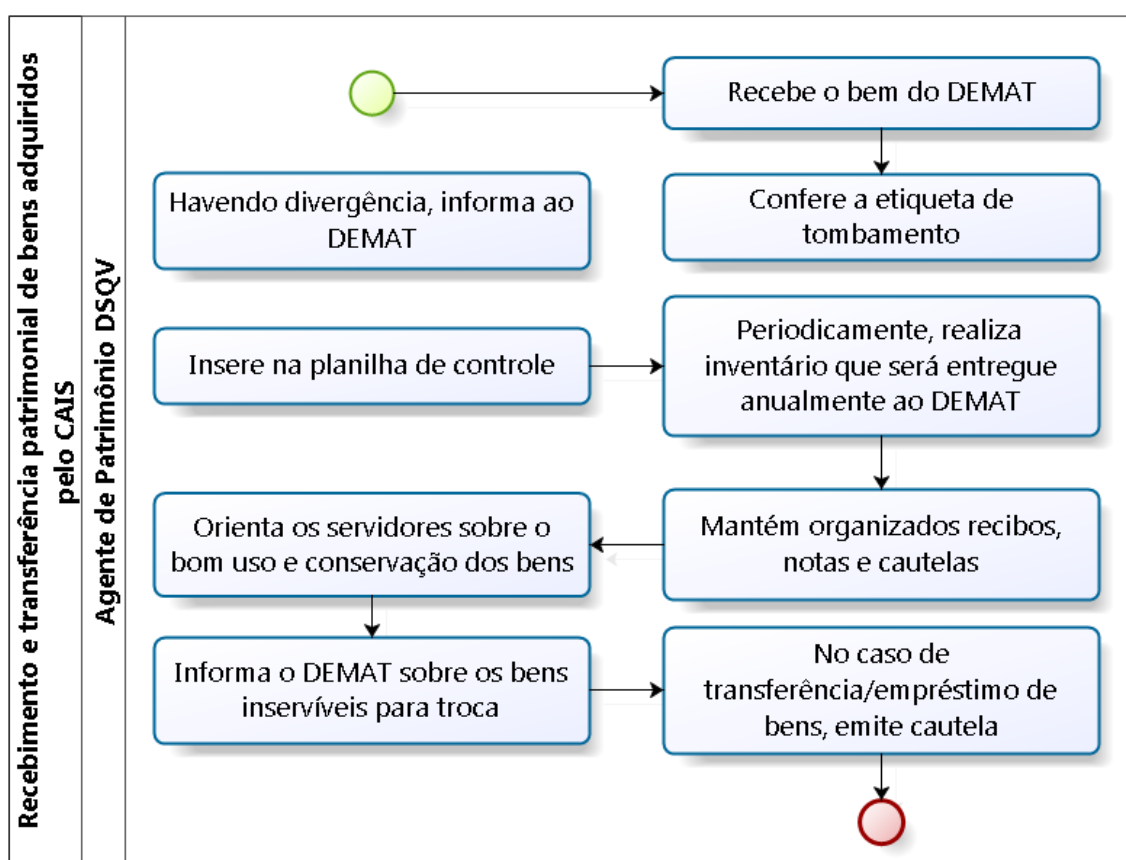 Recebimento e transferência patrimonial de bens adquiridos
pelo CAIS
Agente de Patrimônio DSQV
Recebe o bem do DEMAT
Confere a etiqueta de
tombamento
Havendo divergência, informa ao
DEMAT
Insere na planilha de controle
Periodicamente, realiza
inventário que será entregue
anualmente ao DEMAT
Mantém organizados recibos,
notas e cautelas
Orienta os servidores sobre o
bom uso e conservação dos bens
Informa o DEMAT sobre os bens
inservíveis para troca
No caso de
transferência/empréstimo de
bens, emite cautela